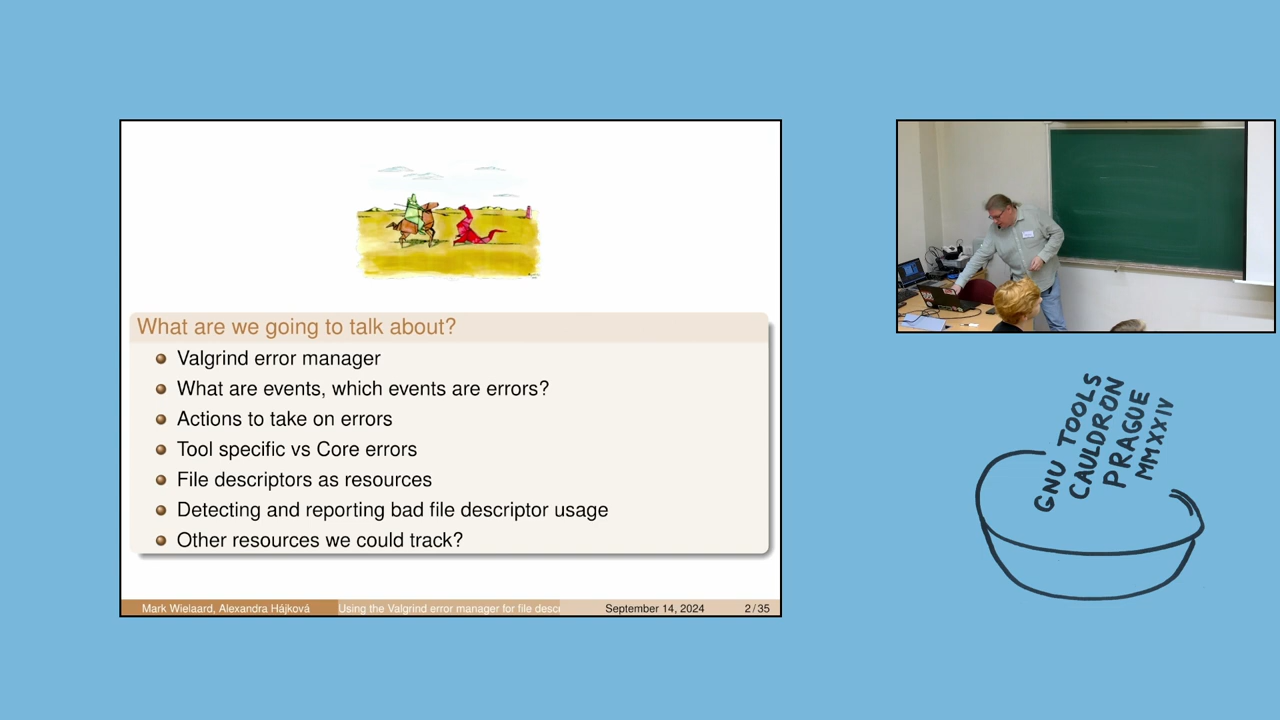 What are we going to talk about?
Valgrind error manager
What are events, which events are errors?
Actions to take on errors
Tool specific vs Core errors
File descriptors as resources
Detecting and reporting bad file descriptor usage
Other resources we could track?
Mark Wielaard, Alexandra Hájková
Using the Valgrind error manager for file desc
September 14, 2024
2 / 35
GNU TOOLS
CAULDRON
PRAGUE
MMXXIV